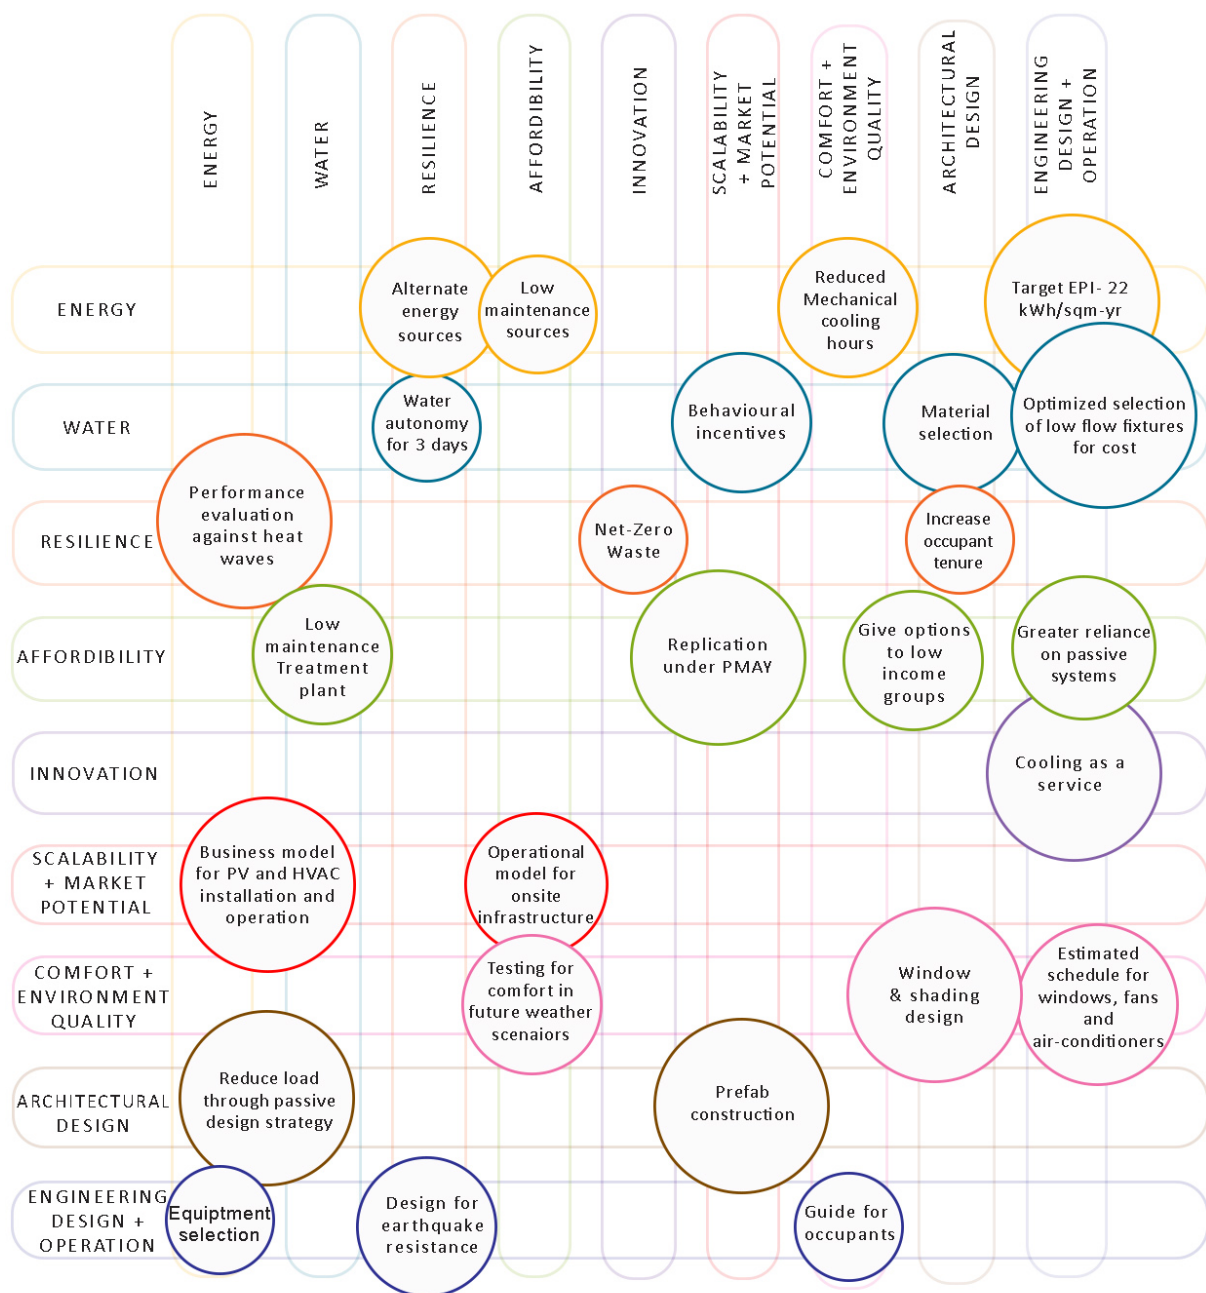 ENERGY
WATER
RESILIENCE
AFFORDIBILITY
INNOVATION
SCALABILITY
+ MARKET
POTENTIAL
COMFORT +
ENVIRONMENT
QUALITY
ARCHITECTURAL
DESIGN
ENGINEERING
DESIGN +
OPERATION
ENERGY
Alternate
energy
sources
Low
maintenance
sources
Reduced
Mechanical
cooling
hours
Target EPI- 22
kWh/sqm-yr
WATER
Water
autonomy
for 3 days
Behavioural
incentives
Material
selection
Optimized selection
of low flow fixtures
for cost
RESILIENCE
Performance
evaluation
against heat
waves
Net-Zero
Waste
Increase
occupant
tenure
AFFORDIBILITY
Low
maintenance
Treatment
plant
Replication
under PMAY
Give options
to low
income
groups
Greater reliance
on passive
systems
INNOVATION
Cooling as a
service
SCALABILITY
+ MARKET
POTENTIAL
Business model
for PV and HVAC
installation and
operation
Operational
model for
onsite
infrastructure
COMFORT +
ENVIRONMENT
QUALITY
Testing for
comfort in
future weather
scenaiors
Window
& shading
design
Estimated
schedule for
windows, fans
and
air-conditioners
ARCHITECTURAL
DESIGN
Reduce load
through passive
design strategy
Prefab
construction
ENGINEERING
DESIGN +
OPERATION
Equiptment
selection
Design for
earthquake
resistance
Guide for
occupants